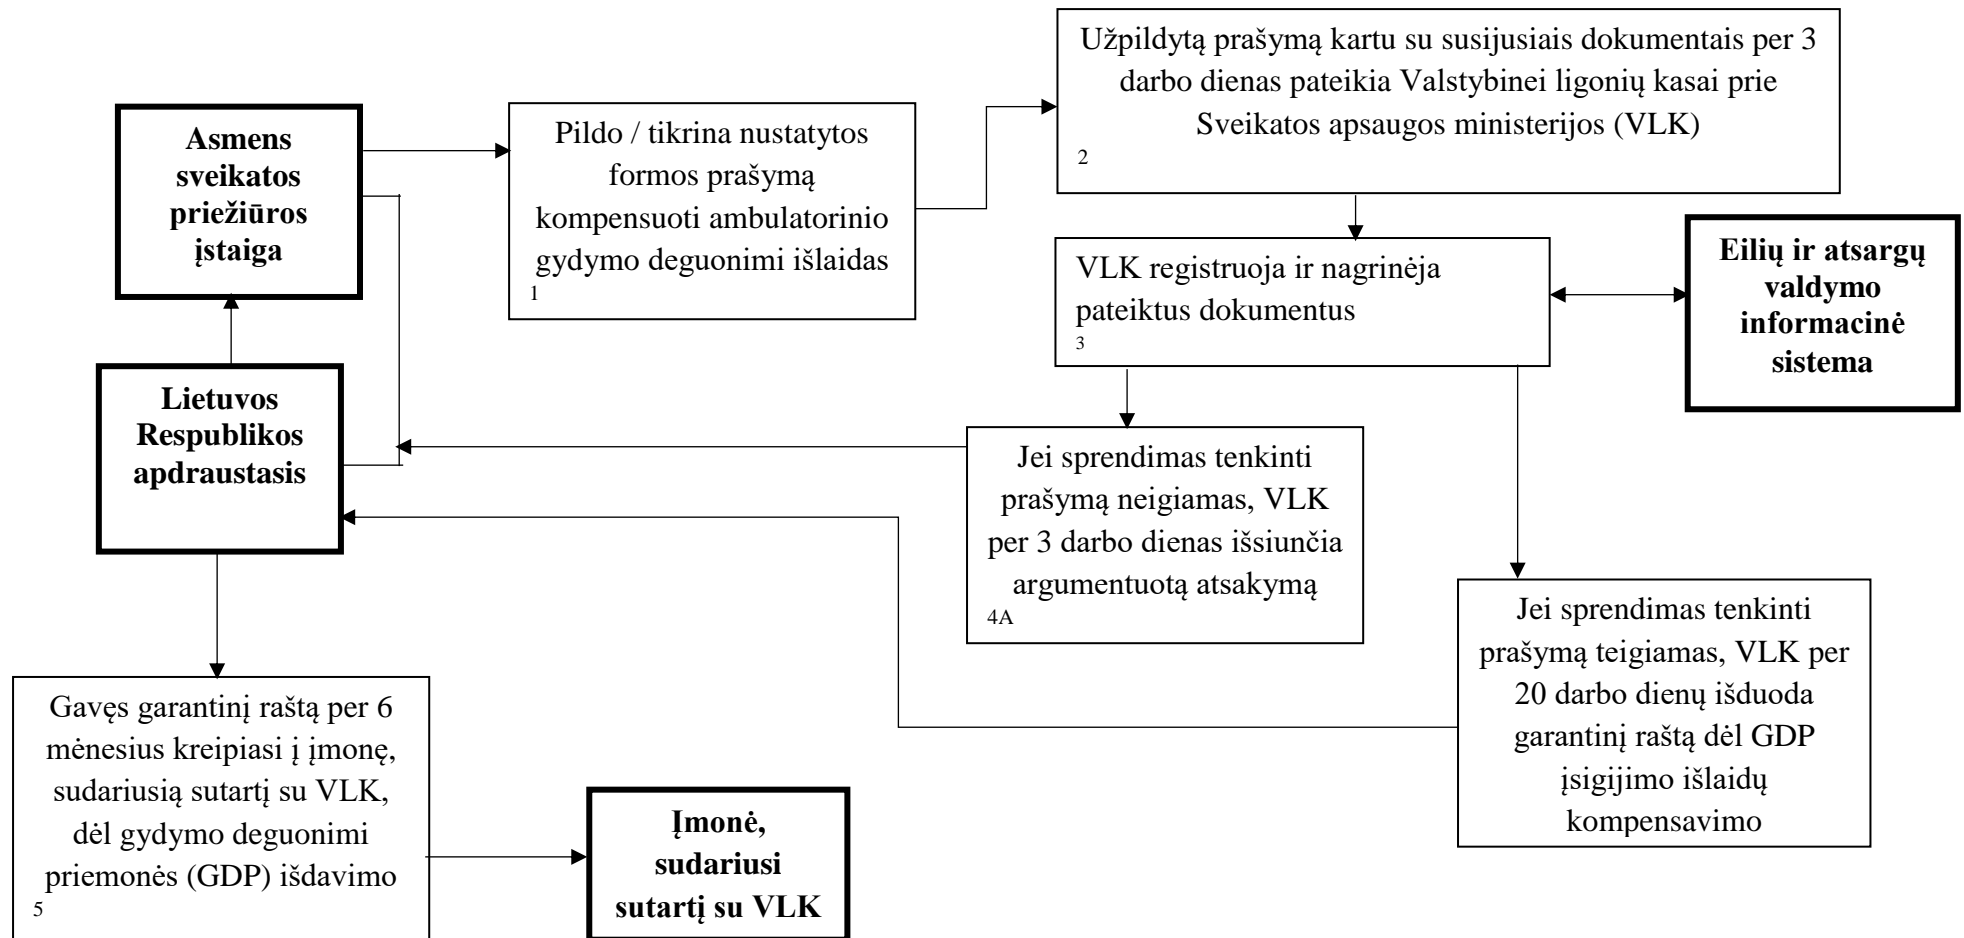 Užpildytą prašymą kartu su susijusiais dokumentais per 3
darbo dienas pateikia Valstybinei ligonių kasai prie
Sveikatos apsaugos ministerijos (VLK)
2
Asmens
sveikatos
priežiūros
įstaiga
Pildo / tikrina nustatytos
formos prašymą
kompensuoti ambulatorinio
gydymo deguonimi išlaidas
1
VLK registruoja ir nagrinėja
pateiktus dokumentus
3
Eilių ir atsargų
valdymo
informacinė
sistema
Lietuvos
Respublikos
apdraustasis
Jei sprendimas tenkinti
prašymą neigiamas, VLK
per 3 darbo dienas išsiunčia
argumentuotą atsakymą
4A
Jei sprendimas tenkinti
prašymą teigiamas, VLK per
20 darbo dienų išduoda
garantinį raštą dėl GDP
įsigijimo išlaidų
kompensavimo
Gavęs garantinį raštą per 6
mėnesius kreipiasi į įmonę,
sudariusią sutartį su VLK,
dėl gydymo deguonimi
priemonės (GDP) išdavimo
5
Įmonė,
sudariusi
sutartį su VLK